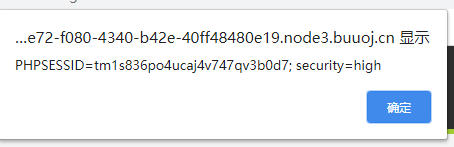 ...e72-f080-4340-b42e-40ff48480e19.node3.buuoj.cn 显示
PHPSESSID=tm1s836po4ucaj4v747qv3b0d7; security=high
确定